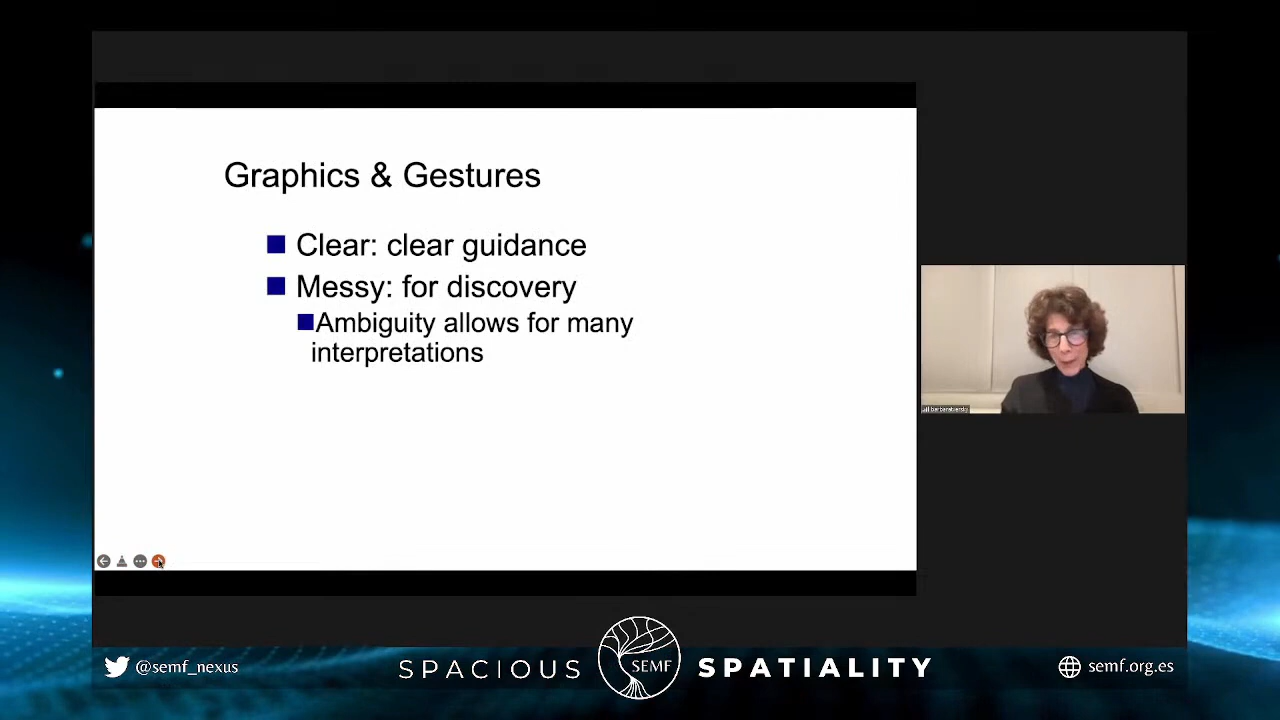 Graphics & Gestures
Clear: clear guidance
Messy: for discovery
Ambiguity allows for many
interpretations
barbaratversky
@semf_nexus
SPACIOUS
SEMF
SPATIALITY
semf.org.es